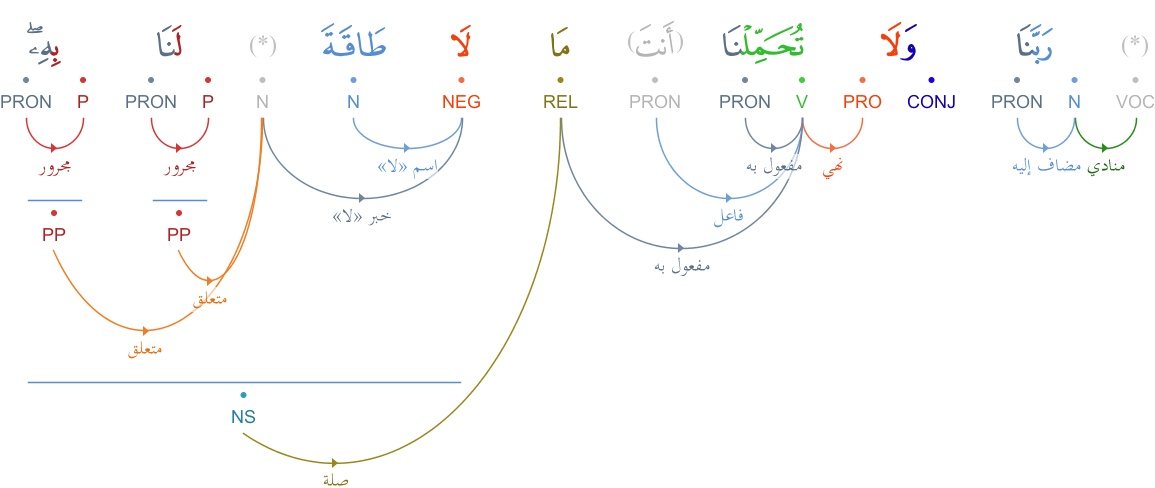 (*) رَبَّنَا وَلَا تُحَمِّلْنَا (أَنتَ) مَا لَا طَاقَةَ (*) لَنَا بِهِۦۖ
VOC N PRON CONJ PRO V PRON PRON REL NEG N N P PRON P PRON
منادي مضاف إليه نهي مفعول به اسم «لا» مجرور مجرور
فاعل خبر «لا»
PP PP
مفعول به
متعلق
متعلق
NS
صلة